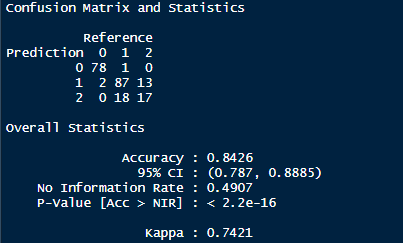 Confusion Matrix and Statistics
Reference
Prediction 0 1 2
0 78 1 0
1 2 87 13
2 0 18 17
Overall Statistics
Accuracy : 0.8426
95% CI : (0.787, 0.8885)
No Information Rate : 0.4907
P-Value [Acc > NIR] : < 2.2e-16
Kappa : 0.7421